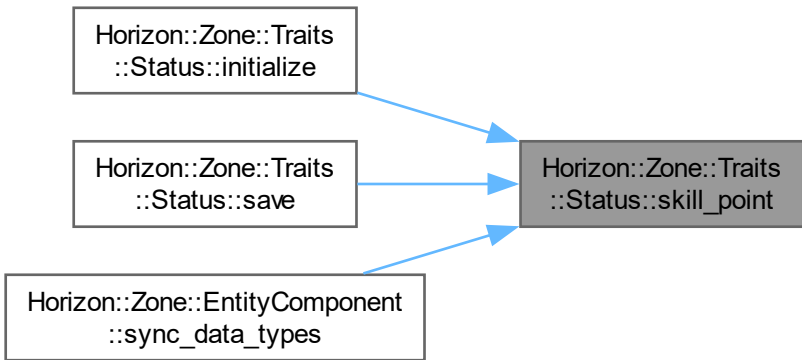 Horizon::Zone::Traits
::Status::initialize
Horizon::Zone::Traits
::Status::save
Horizon::Zone::EntityComponent
::sync_data_types
Horizon::Zone::Traits
::Status::skill_point